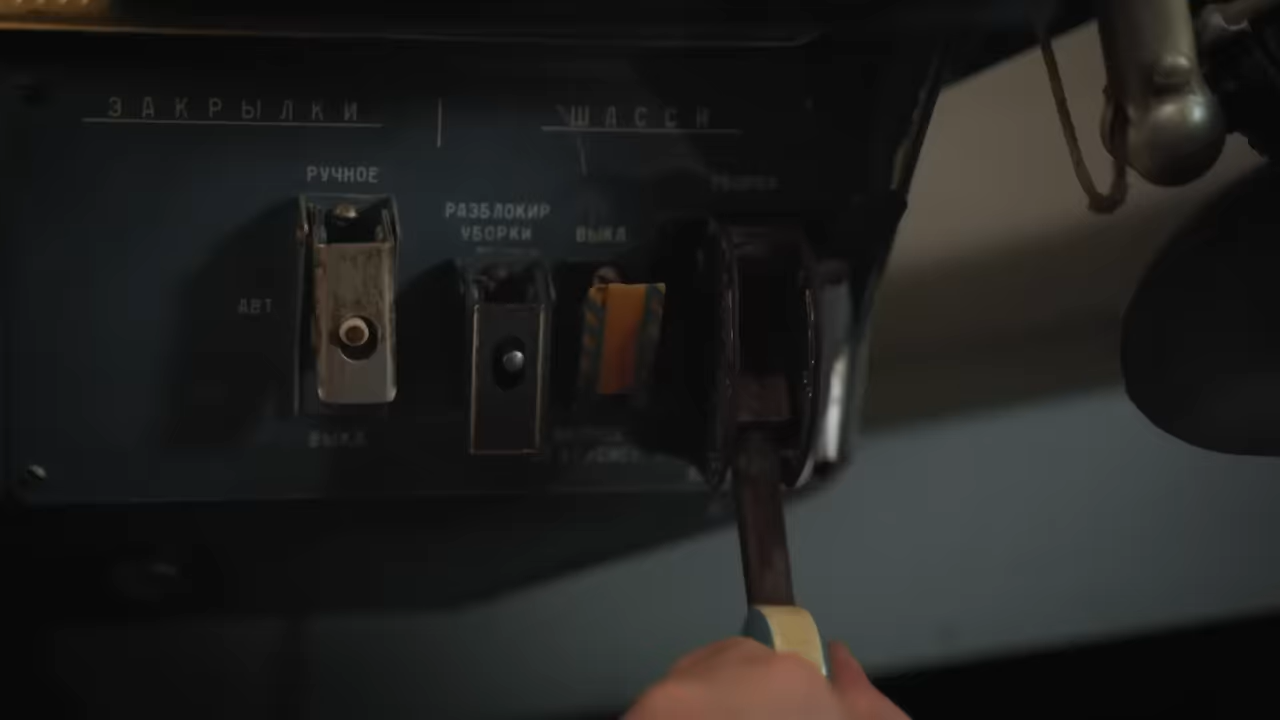 ЗАКРЫЛКИ
ШАССИ
РУЧНОЕ
РАЗБЛОКИР
УБОРКИ
ВЫКЛ
АВТ
ВЫКЛ